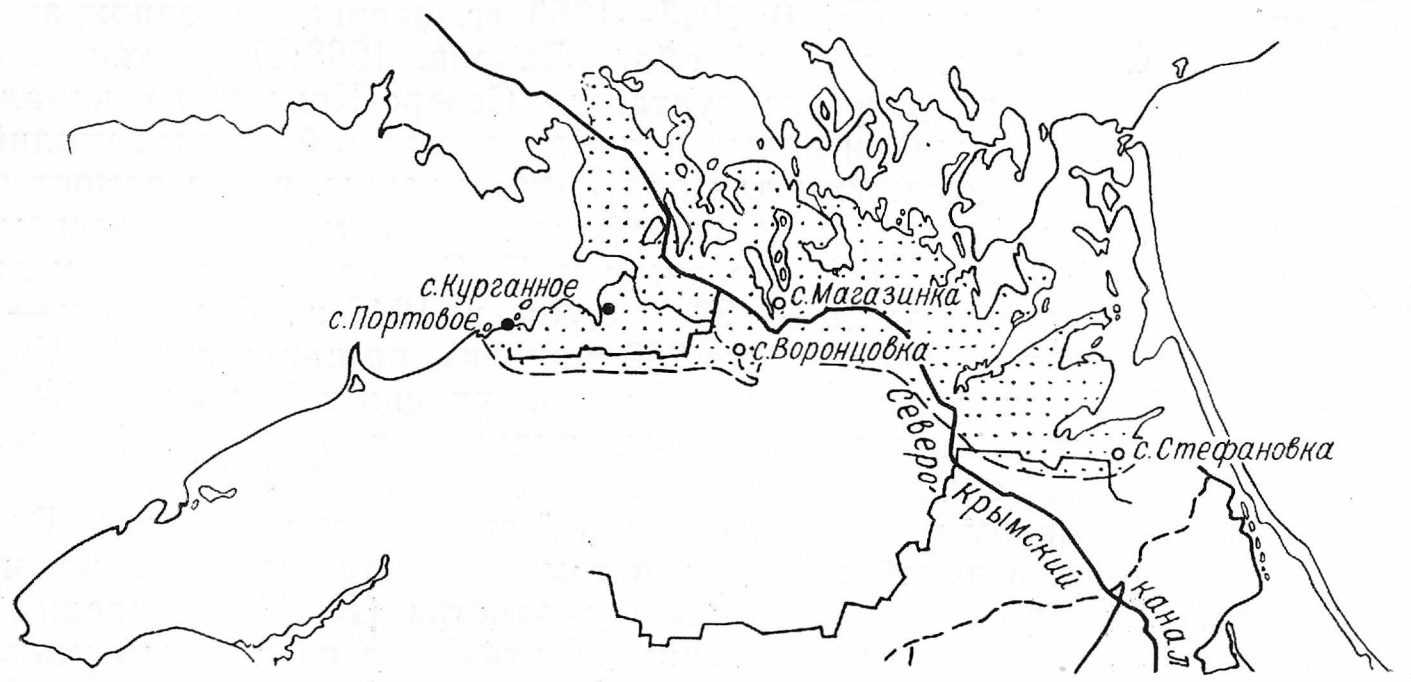 с.Курганное
с.Портовое
с.Магазинка
с.Воронцовка
Северо-
Крымский
канал
с.Стефановка